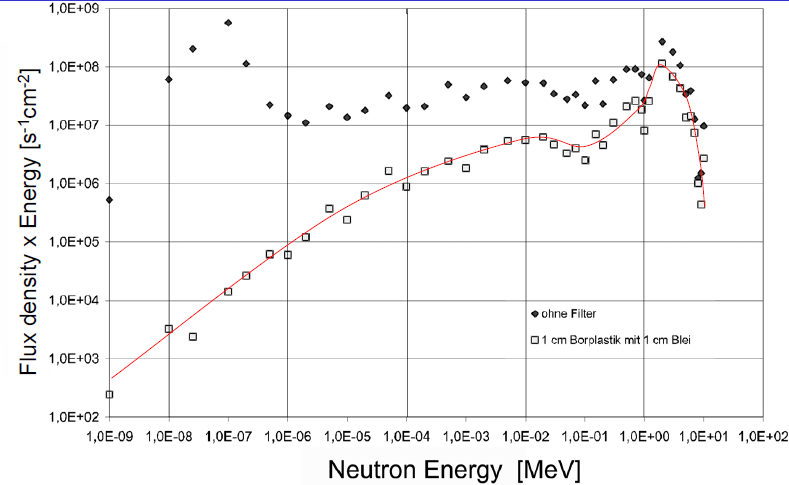 1,0E+09
1,0E+08
1,0E+07
1,0E+06
1,0E+05
1,0E+04
1,0E+03
1,0E+02
Flux density x Energy [s⁻¹cm⁻²]
ohne Filter
1 cm Borplastik mit 1 cm Blei
1,0E-09 1,0E-08 1,0E-07 1,0E-06 1,0E-05 1,0E-04 1,0E-03 1,0E-02 1,0E-01 1,0E+00 1,0E+01 1,0E+02
Neutron Energy [MeV]